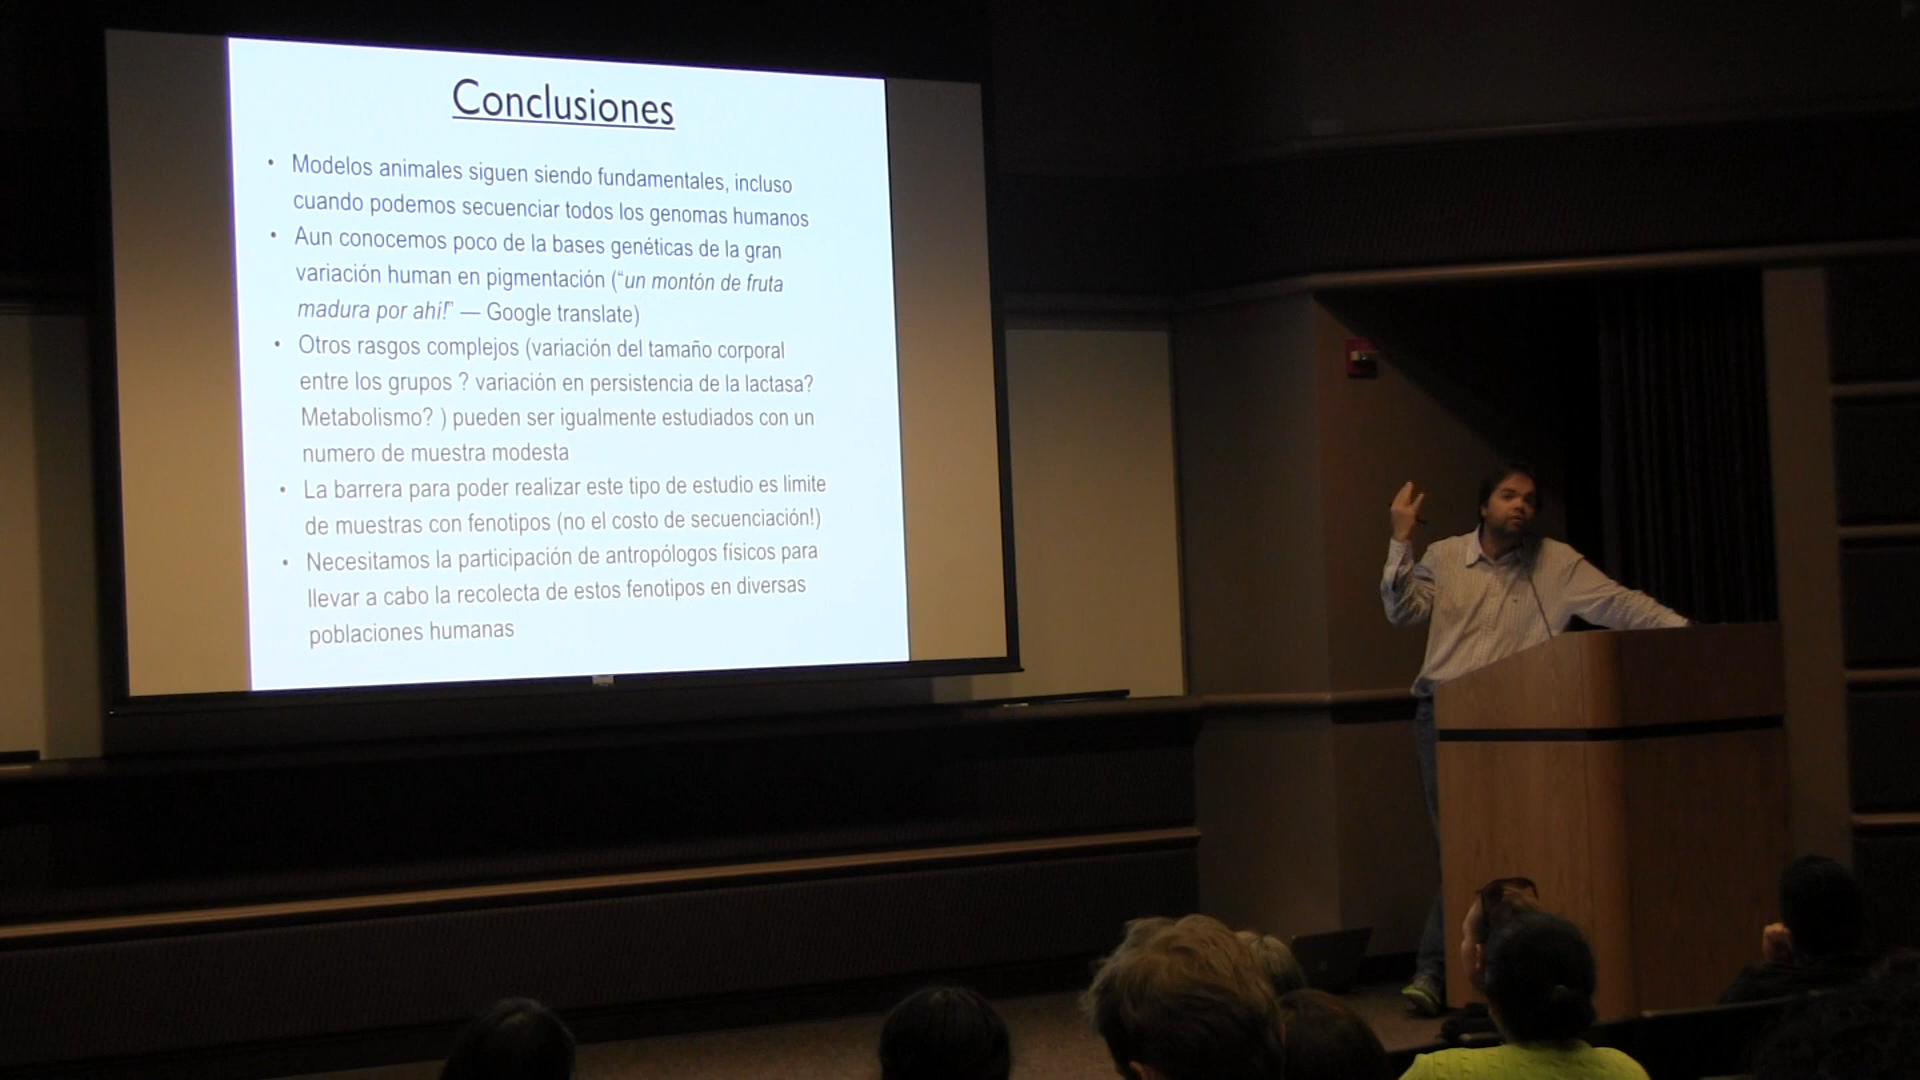 Conclusiones
• Modelos animales siguen siendo fundamentales, incluso
cuando podemos secuenciar todos los genomas humanos
• Aun conocemos poco de la bases genéticas de la gran
variación human en pigmentación (“un montón de fruta
madura por ahí!” — Google translate)
• Otros rasgos complejos (variación del tamaño corporal
entre los grupos ? variación en persistencia de la lactasa?
Metabolismo? ) pueden ser igualmente estudiados con un
numero de muestra modesta
• La barrera para poder realizar este tipo de estudio es limite
de muestras con fenotipos (no el costo de secuenciación!)
• Necesitamos la participación de antropólogos físicos para
llevar a cabo la recolecta de estos fenotipos en diversas
poblaciones humanas